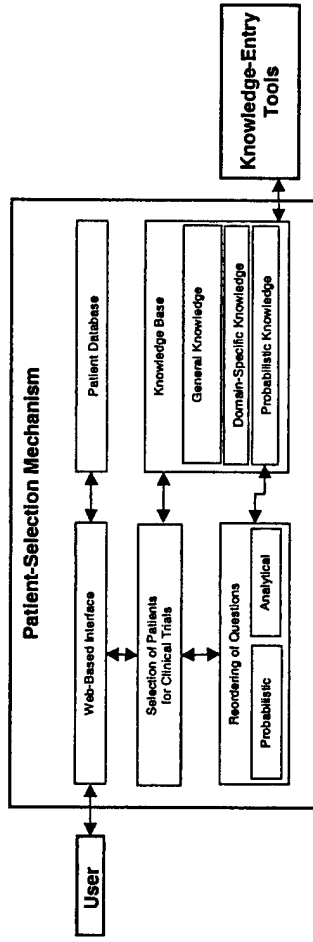 Patient-Selection Mechanism
User
Web-Based Interface
Patient Database
Selection of Patients
for Clinical Trials
Knowledge Base
General Knowledge
Domain-Specific Knowledge
Probabilistic Knowledge
Reordering of Questions
Probabilistic
Analytical
Knowledge-Entry
Tools